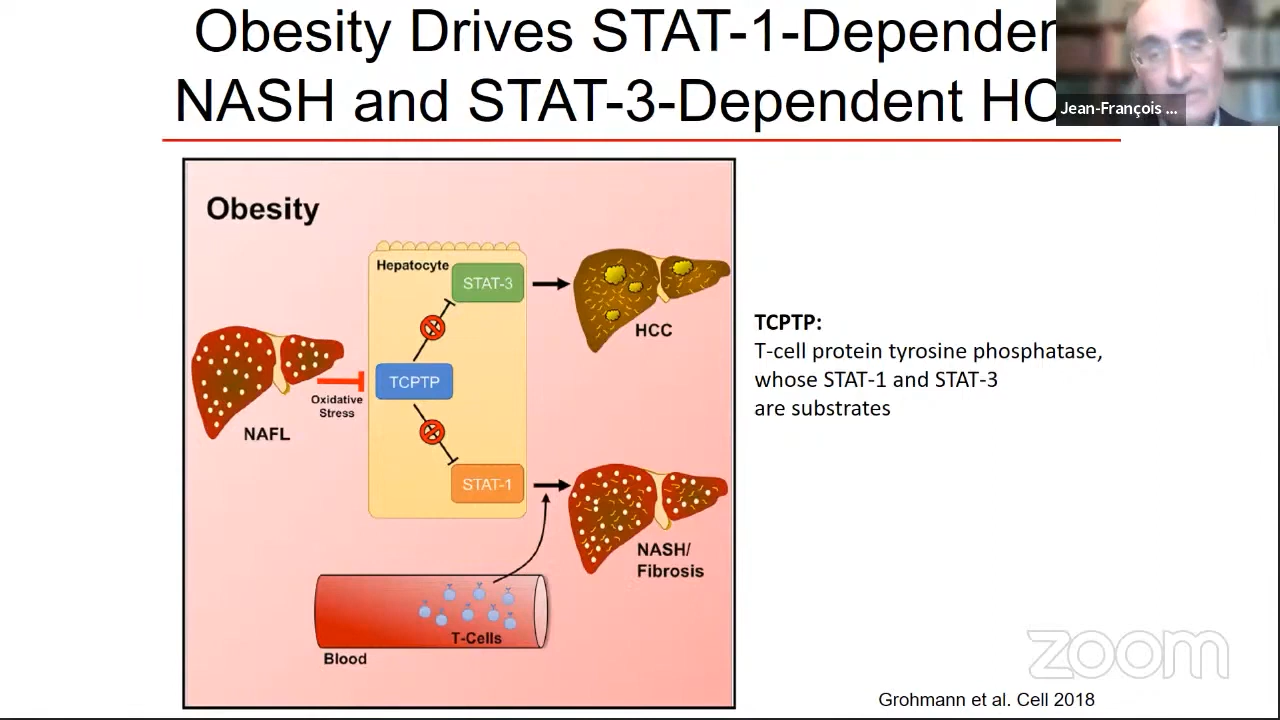 Obesity Drives STAT-1-Dependen
NASH and STAT-3-Dependent HC
Jean-François ...
Obesity
Hepatocyte
STAT-3
HCC
TCPTP
Oxidative
Stress
NAFL
STAT-1
NASH/
Fibrosis
T-Cells
Blood
TCPTP:
T-cell protein tyrosine phosphatase,
whose STAT-1 and STAT-3
are substrates
zoom
Grohmann et al. Cell 2018